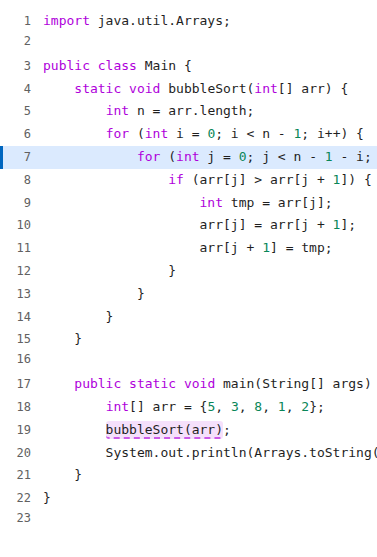 1 import java.util.Arrays;
2
3 public class Main {
4     static void bubbleSort(int[] arr) {
5         int n = arr.length;
6         for (int i = 0; i < n - 1; i++) {
7             for (int j = 0; j < n - 1 - i;
8                 if (arr[j] > arr[j + 1]) {
9                     int tmp = arr[j];
10                     arr[j] = arr[j + 1];
11                     arr[j + 1] = tmp;
12                 }
13             }
14         }
15     }
16
17     public static void main(String[] args)
18         int[] arr = {5, 3, 8, 1, 2};
19         bubbleSort(arr);
20         System.out.println(Arrays.toString(
21     }
22 }
23